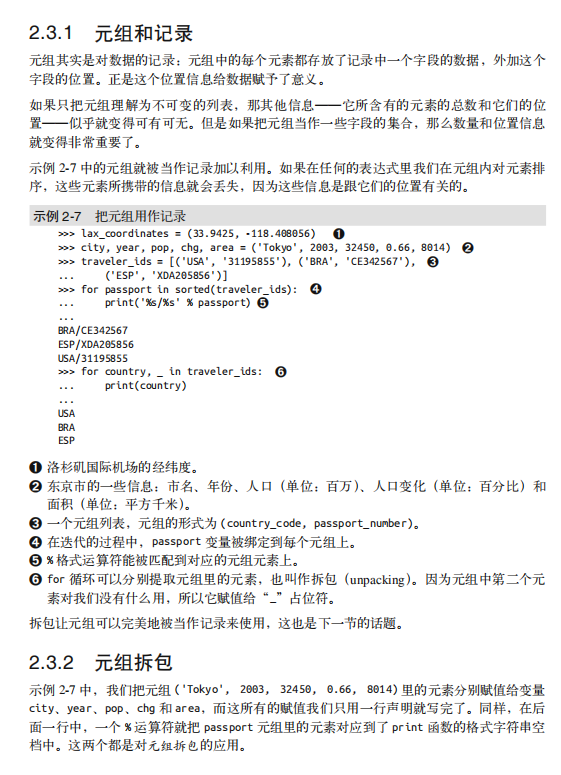 2.3.1 元组和记录
元组其实是对数据的记录：元组中的每个元素都存放了记录中一个字段的数据，外加这个
字段的位置。正是这个位置信息给数据赋予了意义。
如果只把元组理解为不可变的列表，那其他信息——它所含有的元素的总数和它们的位
置——似乎就变得可有可无。但是如果把元组当作一些字段的集合，那么数量和位置信息
就变得非常重要了。
示例 2-7 中的元组就被当作记录加以利用。如果在任何的表达式里我们在元组内对元素排
序，这些元素所携带的信息就会丢失，因为这些信息是跟它们的位置有关的。
示例 2-7 把元组用作记录
>>> lax_coordinates = (33.9425, -118.408056) ❶
>>> city, year, pop, chg, area = ('Tokyo', 2003, 32450, 0.66, 8014) ❷
>>> traveler_ids = [('USA', '31195855'), ('BRA', 'CE342567'), ❸
... ('ESP', 'XDA205856')]
>>> for passport in sorted(traveler_ids): ❹
... print('%s/%s' % passport) ❺
...
BRA/CE342567
ESP/XDA205856
USA/31195855
>>> for country, _ in traveler_ids: ❻
... print(country)
...
USA
BRA
ESP
❶ 洛杉矶国际机场的经纬度。
❷ 东京市的一些信息：市名、年份、人口（单位：百万）、人口变化（单位：百分比）和
面积（单位：平方千米）。
❸ 一个元组列表，元组的形式为 (country_code, passport_number)。
❹ 在迭代的过程中，passport 变量被绑定到每个元组上。
❺ % 格式运算符能被匹配到对应的元组元素上。
❻ for 循环可以分别提取元组里的元素，也叫作拆包（unpacking）。因为元组中第二个元
素对我们没有什么用，所以它赋值给“_”占位符。
拆包让元组可以完美地被当作记录来使用，这也是下一节的话题。
2.3.2 元组拆包
示例 2-7 中，我们把元组 ('Tokyo', 2003, 32450, 0.66, 8014) 里的元素分别赋值给变量
city、year、pop、chg 和 area，而这所有的赋值我们只用一行声明就写完了。同样，在后
面一行中，一个 % 运算符就把 passport 元组里的元素对应到了 print 函数的格式字符串空
档中。这两个都是对元组拆包的应用。